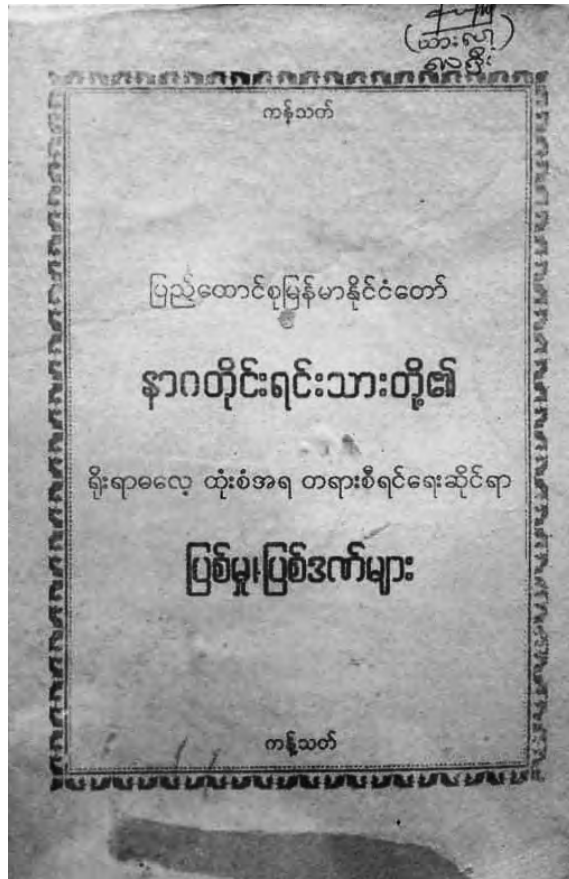 (ယားလာ့)
ကန့်သတ်
ပြည်ထောင်စုမြန်မာနိုင်ငံတော်
နာဂတိုင်းရင်းသားတို့၏
ရိုးရာဓလေ့ ထုံးစံအရ တရားစီရင်ရေးဆိုင်ရာ
ပြစ်မှု၊ပြစ်ဒဏ်များ
ကန့်သတ်